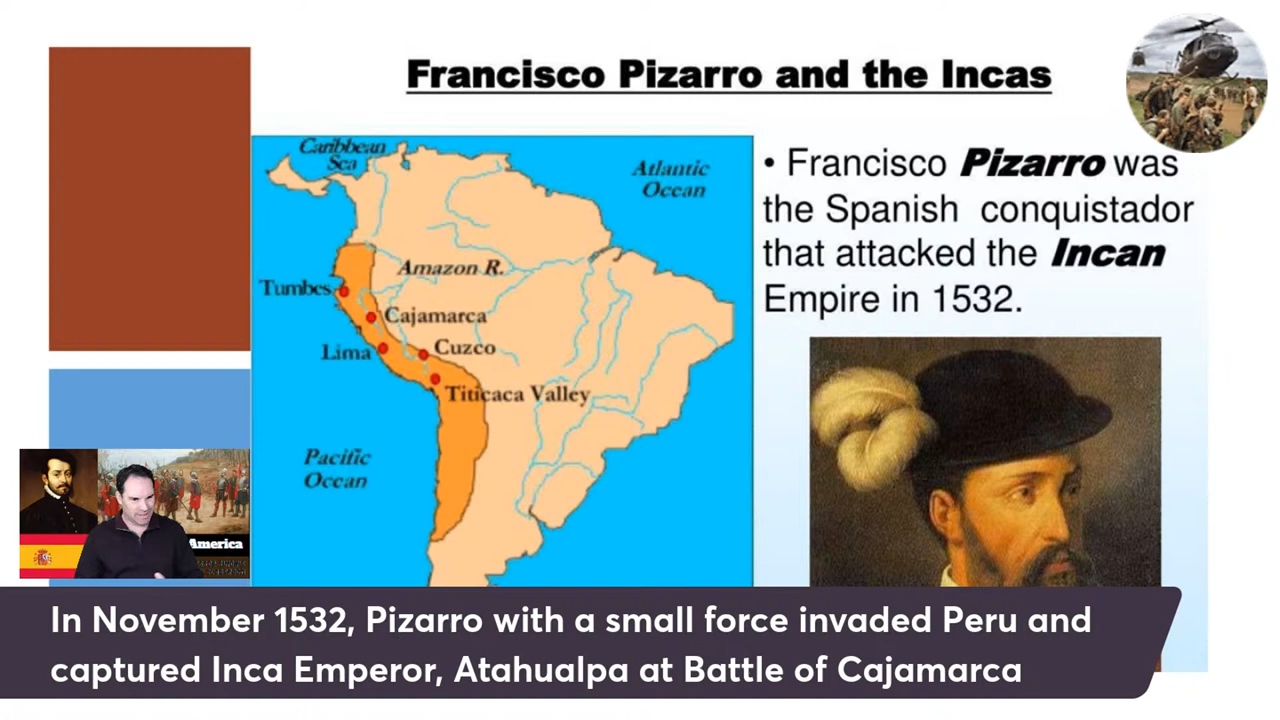 Francisco Pizarro and the Incas
Caribbean
Sea
Atlantic
Ocean
Amazon R.
Tumbes
Cajamarca
Lima
Cuzco
Titicaca Valley
Pacific
Ocean
• Francisco Pizarro was
the Spanish conquistador
that attacked the Incan
Empire in 1532.
America
In November 1532, Pizarro with a small force invaded Peru and
captured Inca Emperor, Atahualpa at Battle of Cajamarca